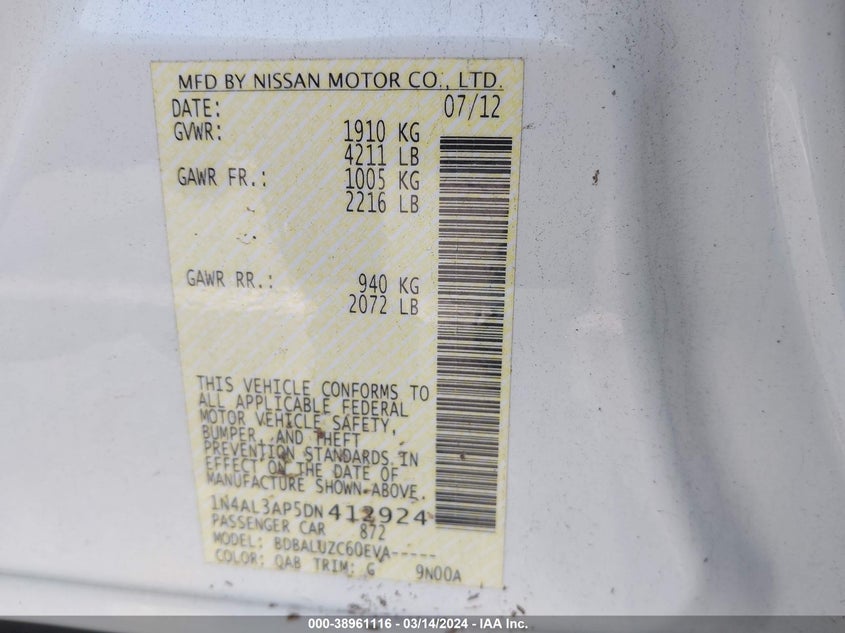 MFD BY NISSAN MOTOR CO., LTD.
DATE: 07/12
GVWR: 1910 KG
4211 LB
GAWR FR.: 1005 KG
2216 LB
GAWR RR.: 940 KG
2072 LB
THIS VEHICLE CONFORMS TO
ALL APPLICABLE FEDERAL
MOTOR VEHICLE SAFETY,
BUMPER, AND THEFT
PREVENTION STANDARDS IN
EFFECT ON THE DATE OF
MANUFACTURE SHOWN ABOVE.
1N4AL3AP5DN412924
PASSENGER CAR 872
MODEL: BDBALUZC60EVA-----
COLOR: QAB TRIM: G 9N00A
000-38961116 - 03/14/2024 - IAA Inc.